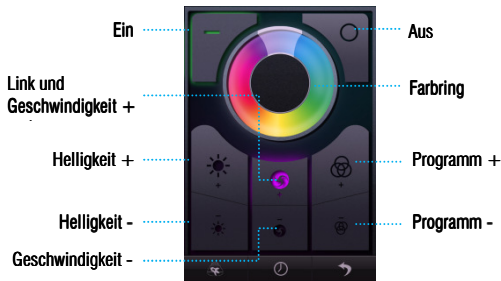 Ein
Aus
Link und
Geschwindigkeit +
Farbring
Helligkeit +
Programm +
Helligkeit -
Programm -
Geschwindigkeit -